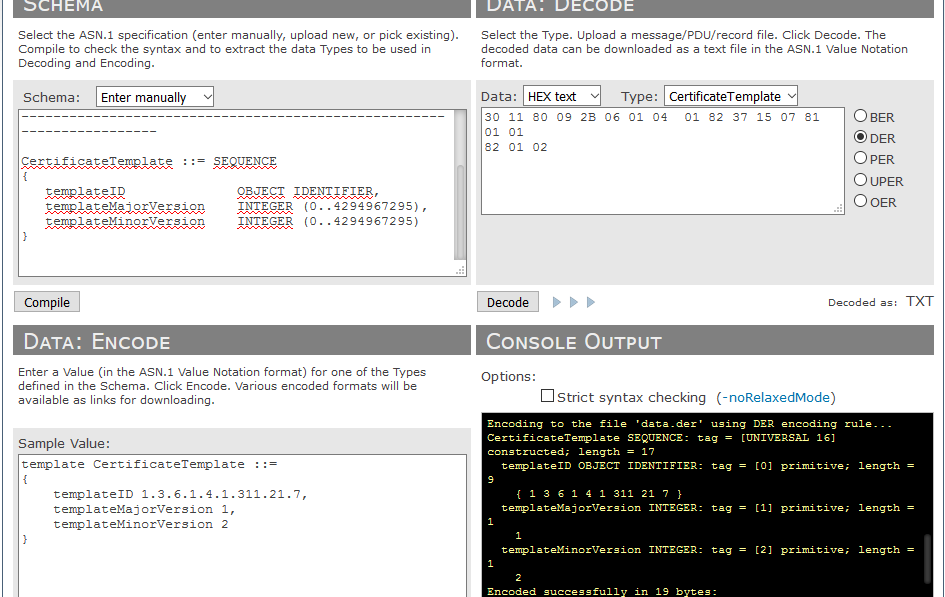 SCHEMA
Select the ASN.1 specification (enter manually, upload new, or pick existing).
Compile to check the syntax and to extract the data Types to be used in
Decoding and Encoding.
Schema: Enter manually
-----------------------------------------------------
-----------------
CertificateTemplate ::= SEQUENCE
{
templateID OBJECT IDENTIFIER,
templateMajorVersion INTEGER (0..4294967295),
templateMinorVersion INTEGER (0..4294967295)
}
Compile
DATA: DECODE
Select the Type. Upload a message/PDU/record file. Click Decode. The
decoded data can be downloaded as a text file in the ASN.1 Value Notation
format.
Data: HEX text Type: CertificateTemplate
30 11 80 09 2B 06 01 04  01 82 37 15 07 81
01 01
82 01 02
BER
DER
PER
UPER
OER
Decode
Decoded as: TXT
DATA: ENCODE
Enter a Value (in the ASN.1 Value Notation format) for one of the Types
defined in the Schema. Click Encode. Various encoded formats will be
available as links for downloading.
Sample Value:
template CertificateTemplate ::=
{
templateID 1.3.6.1.4.1.311.21.7,
templateMajorVersion 1,
templateMinorVersion 2
}
CONSOLE OUTPUT
Options:
Strict syntax checking (-noRelaxedMode)
Encoding to the file 'data.der' using DER encoding rule...
CertificateTemplate SEQUENCE: tag = [UNIVERSAL 16]
constructed; length = 17
templateID OBJECT IDENTIFIER: tag = [0] primitive; length =
9
{ 1 3 6 1 4 1 311 21 7 }
templateMajorVersion INTEGER: tag = [1] primitive; length =
1
1
templateMinorVersion INTEGER: tag = [2] primitive; length =
1
2
Encoded successfully in 19 bytes: